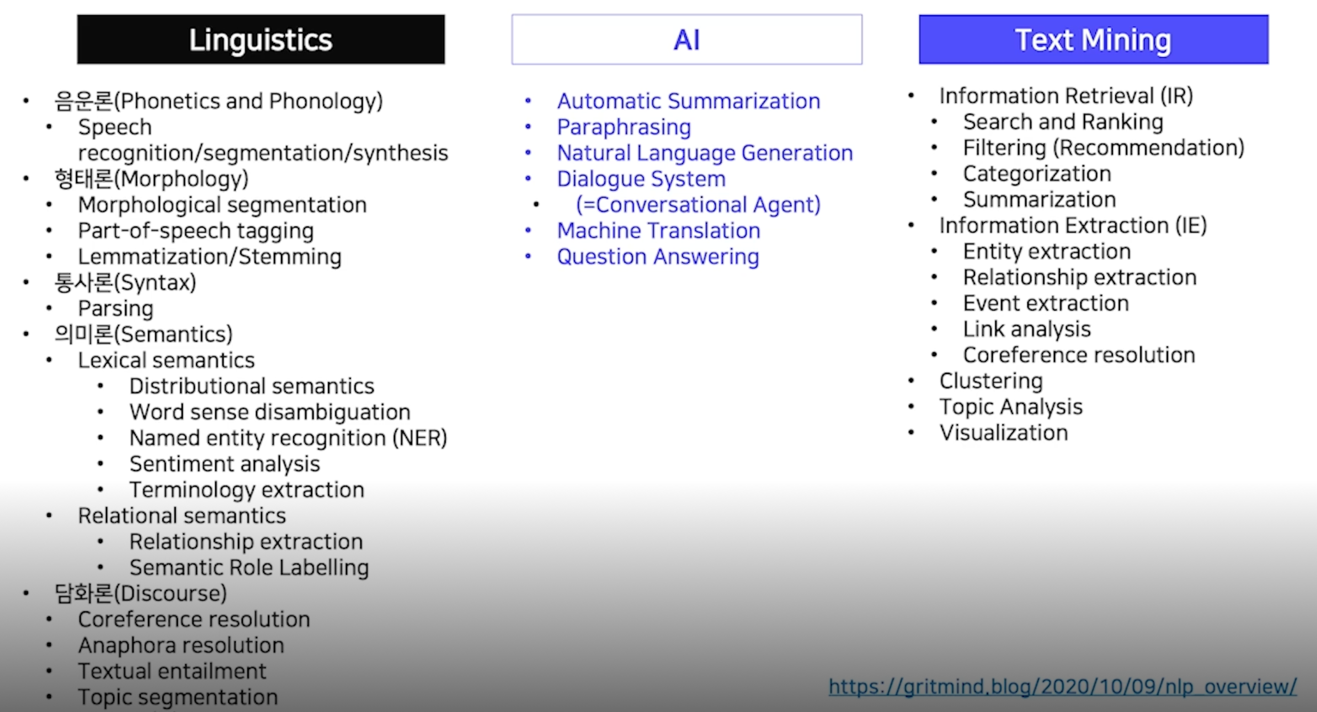 Linguistics
음운론(Phonetics and Phonology)
Speech
recognition/segmentation/synthesis
형태론(Morphology)
Morphological segmentation
Part-of-speech tagging
Lemmatization/Stemming
통사론(Syntax)
Parsing
의미론(Semantics)
Lexical semantics
Distributional semantics
Word sense disambiguation
Named entity recognition (NER)
Sentiment analysis
Terminology extraction
Relational semantics
Relationship extraction
Semantic Role Labelling
담화론(Discourse)
Coreference resolution
Anaphora resolution
Textual entailment
Topic segmentation
AI
Automatic Summarization
Paraphrasing
Natural Language Generation
Dialogue System
(=Conversational Agent)
Machine Translation
Question Answering
Text Mining
Information Retrieval (IR)
Search and Ranking
Filtering (Recommendation)
Categorization
Summarization
Information Extraction (IE)
Entity extraction
Relationship extraction
Event extraction
Link analysis
Coreference resolution
Clustering
Topic Analysis
Visualization
https://gritmind.blog/2020/10/09/nlp_overview/